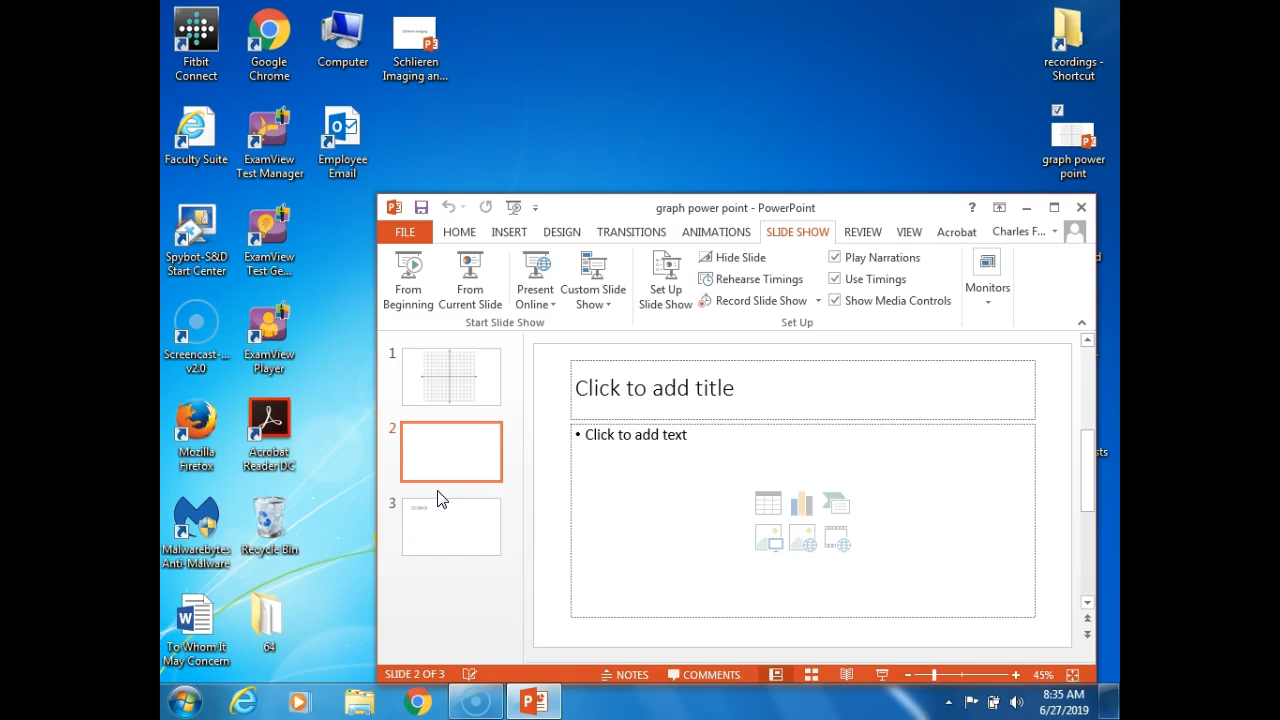 Fitbit
Connect
Google
Chrome
Computer
Schlieren
Imaging an...
recordings -
Shortcut
Faculty Suite
ExamView
Test Manager
Employee
Email
graph power
point
Spybot-S&D
Start Center
ExamView
Test Ge...
Screencast-...
v2.0
ExamView
Player
Mozilla
Firefox
Acrobat
Reader DC
Malwarebytes
Anti-Malware
Recycle Bin
To Whom It
May Concern
64
graph power point - PowerPoint
FILE HOME INSERT DESIGN TRANSITIONS ANIMATIONS SLIDE SHOW REVIEW VIEW Acrobat Charles F...
From
Beginning
From
Current Slide
Present
Online
Custom Slide
Show
Start Slide Show
Set Up
Slide Show
Hide Slide
Rehearse Timings
Record Slide Show
Play Narrations
Use Timings
Show Media Controls
Set Up
Monitors
1
2
3
GO BACK
Click to add title
• Click to add text
SLIDE 2 OF 3 NOTES COMMENTS 45%
8:35 AM
6/27/2019